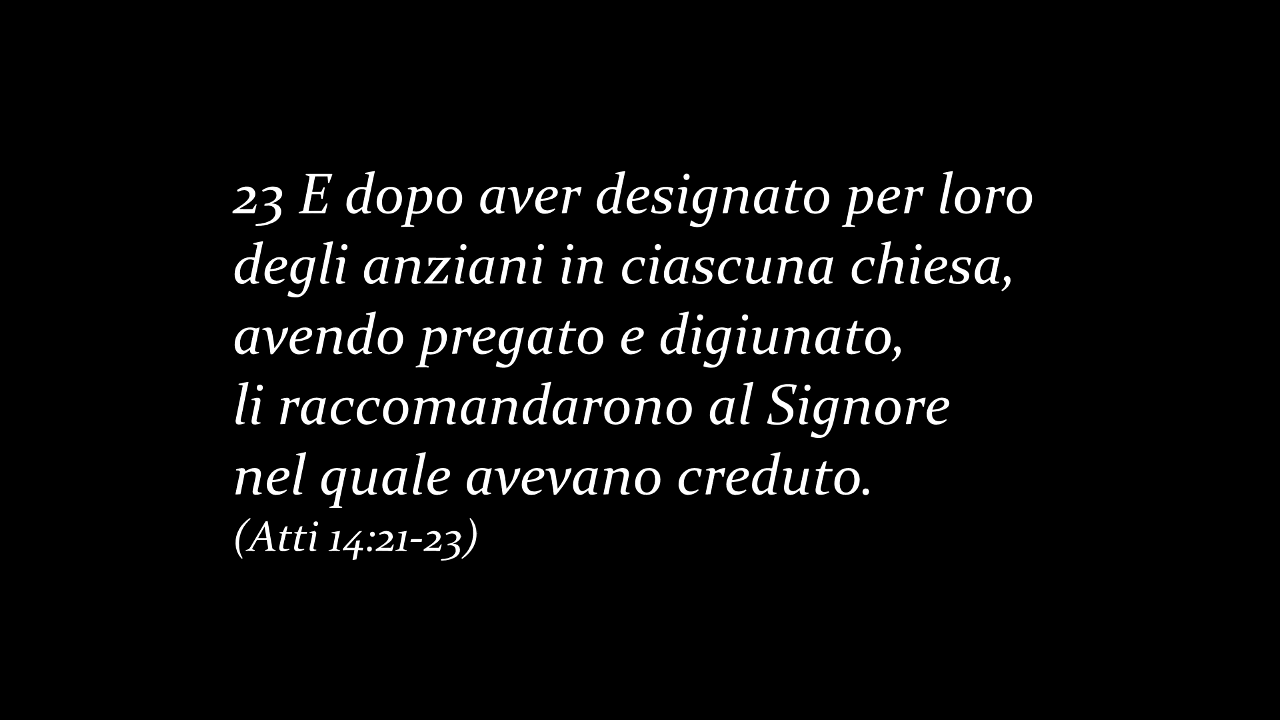 23 E dopo aver designato per loro
degli anziani in ciascuna chiesa,
avendo pregato e digiunato,
li raccomandarono al Signore
nel quale avevano creduto.
(Atti 14:21-23)